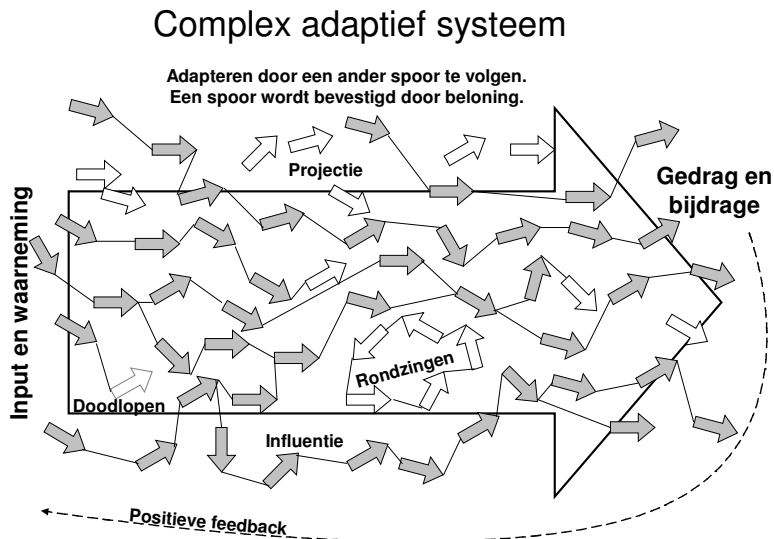 Complex adaptief systeem
Adapteren door een ander spoor te volgen.
Een spoor wordt bevestigd door beloning.
Projectie
Gedrag en
bijdrage
Input en waarneming
Rondzingen
Doodlopen
Influentie
Positieve feedback